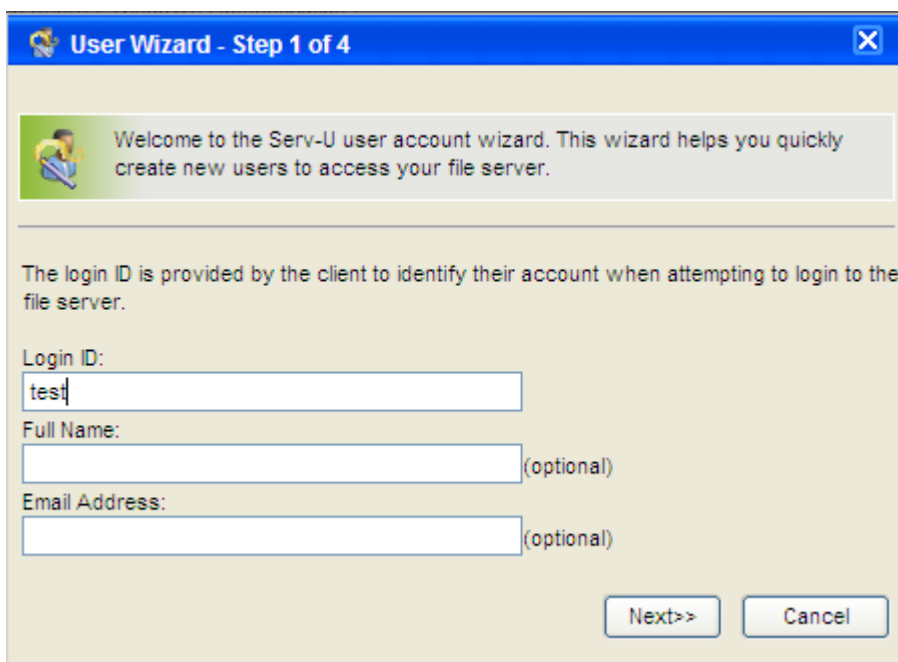 User Wizard - Step 1 of 4
Welcome to the Serv-U user account wizard. This wizard helps you quickly
create new users to access your file server.
The login ID is provided by the client to identify their account when attempting to login to the
file server.
Login ID:
test
Full Name:
(optional)
Email Address:
(optional)
Next>> Cancel